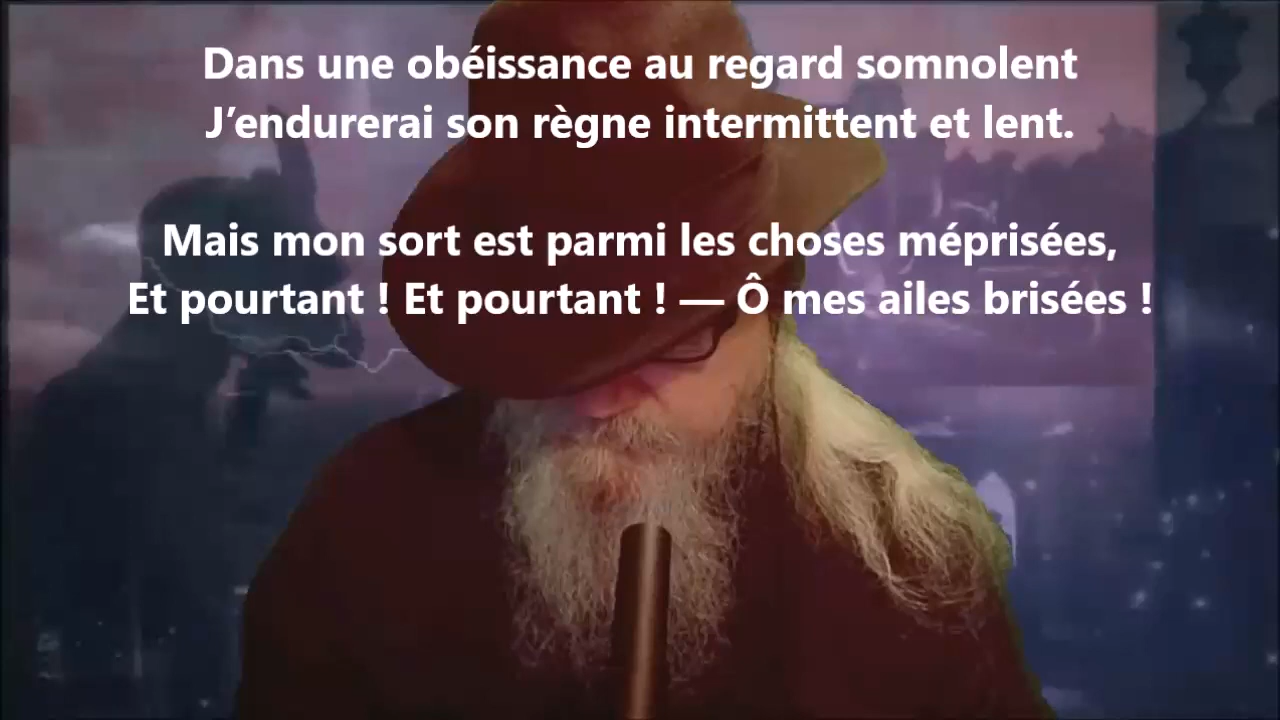 Dans une obéissance au regard somnolent
J’endurerai son règne intermittent et lent.
Mais mon sort est parmi les choses méprisées,
Et pourtant ! Et pourtant ! — Ô mes ailes brisées !